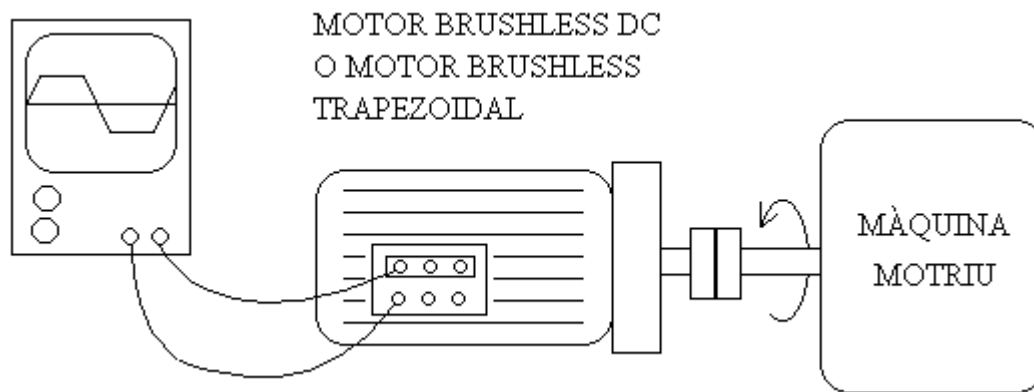 MOTOR BRUSHLESS DC
O MOTOR BRUSHLESS
TRAPEZOIDAL
MÀQUINA
MOTRIU